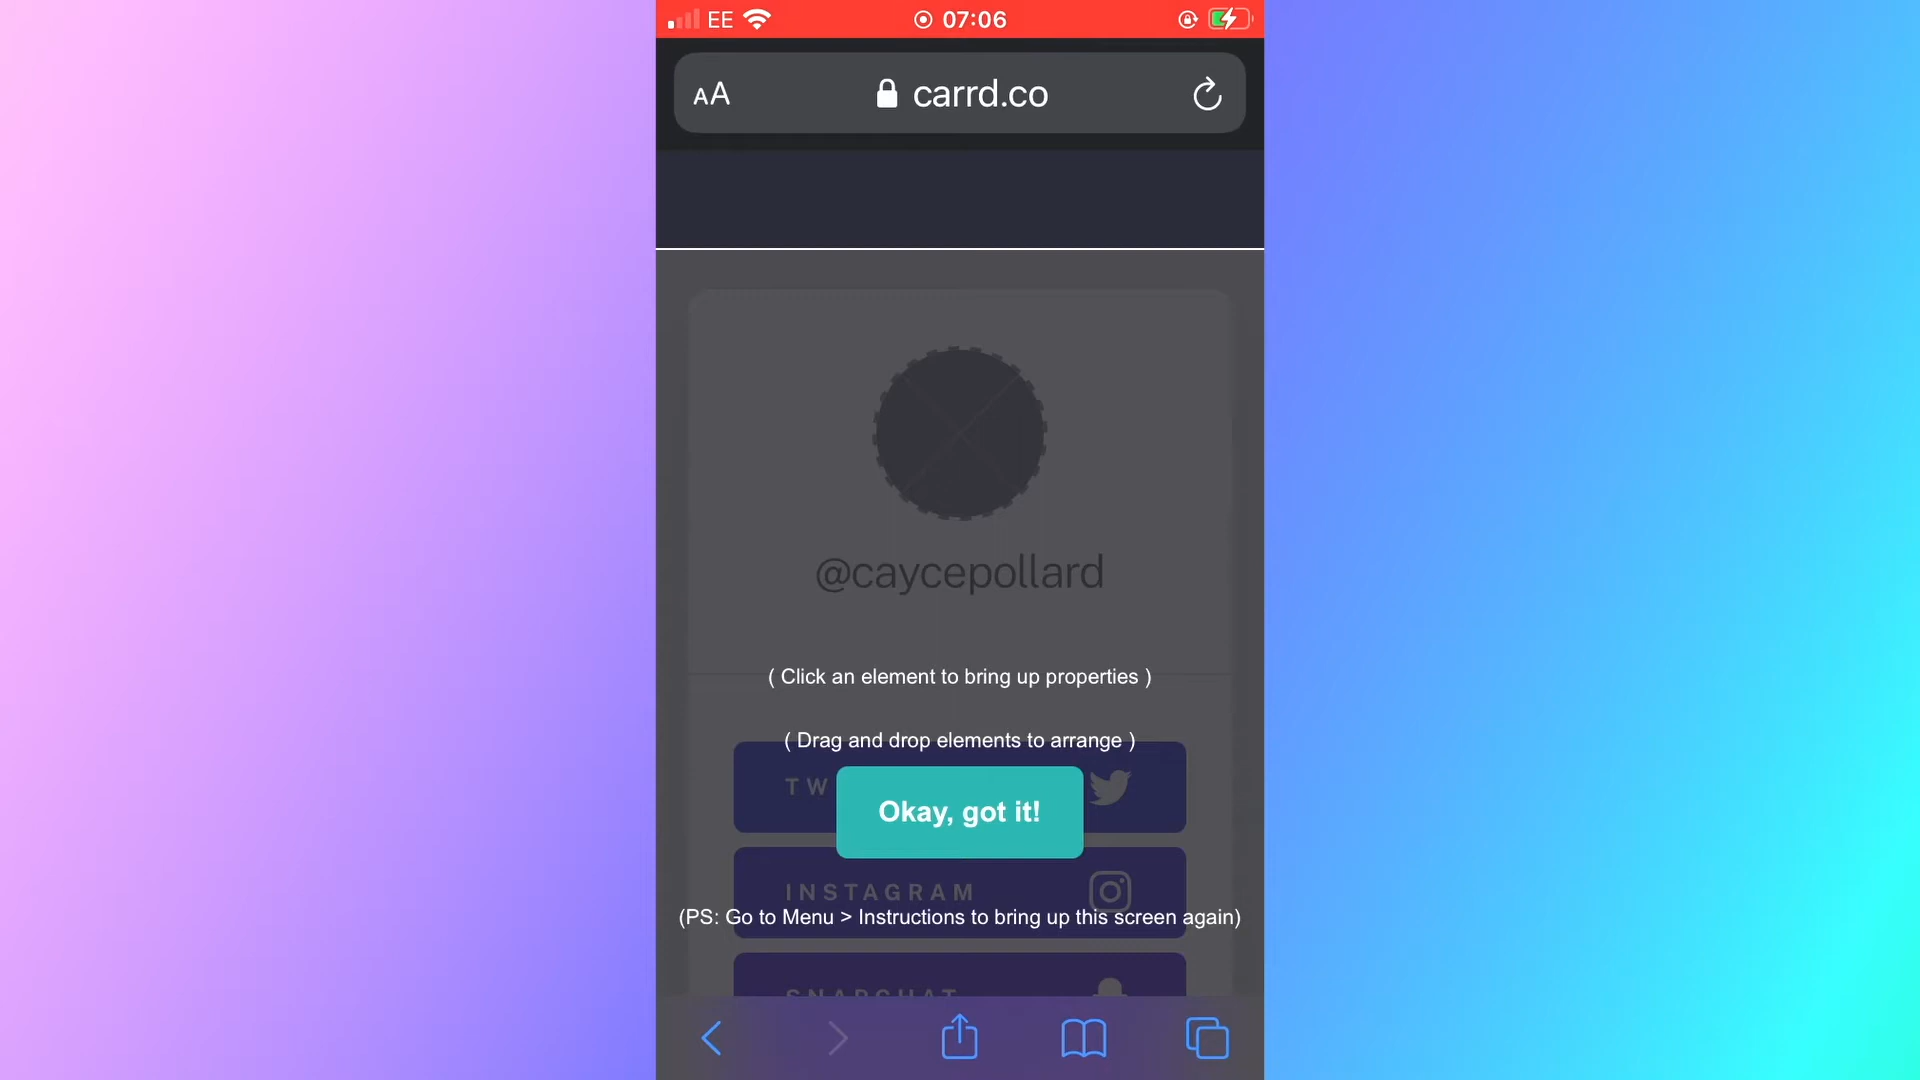 EE 07:06
AA carrd.co
@caycepollard
( Click an element to bring up properties )
( Drag and drop elements to arrange )
TW
Okay, got it!
INSTAGRAM
(PS: Go to Menu > Instructions to bring up this screen again)
SNAPCHAT